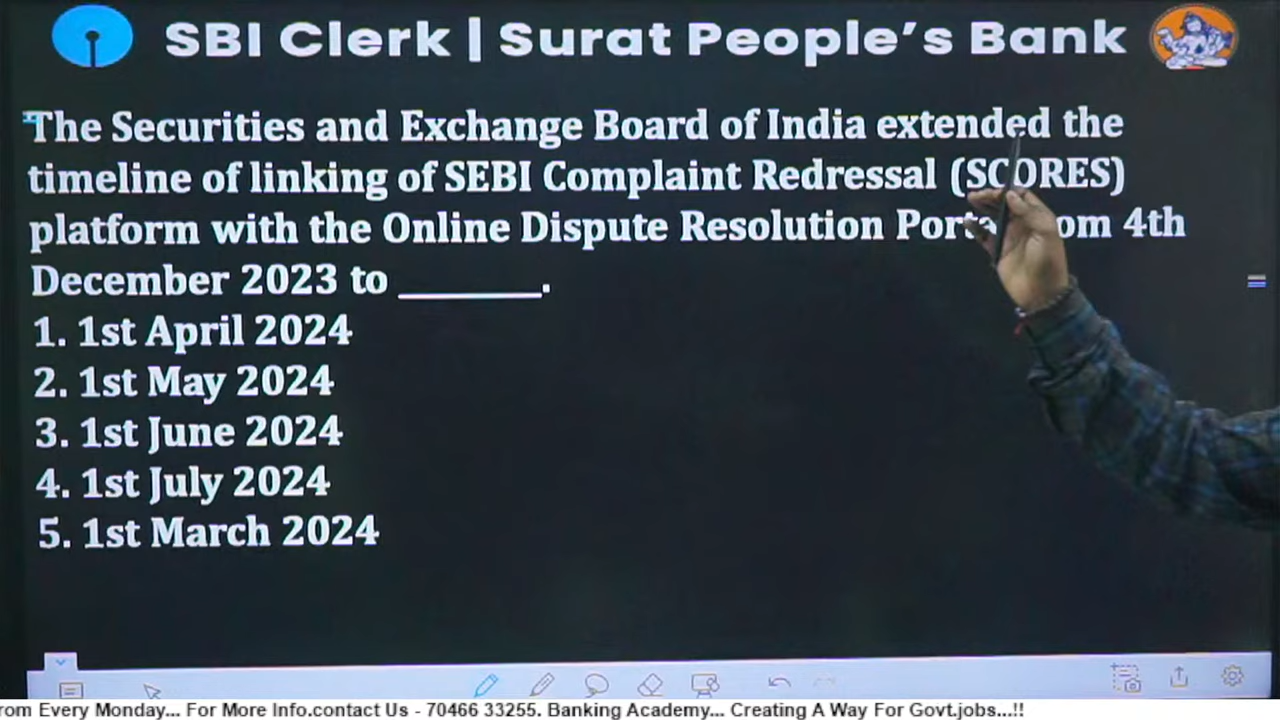 SBI Clerk | Surat People's Bank
The Securities and Exchange Board of India extended the
timeline of linking of SEBI Complaint Redressal (SCORES)
platform with the Online Dispute Resolution 4th
December 2023 to _______.
1. 1st April 2024
2. 1st May 2024
3. 1st June 2024
4. 1st July 2024
5. 1st March 2024
Every Monday... For More Info.contact Us - 70466 33255. Banking Academy... Creating A Way For Govt.jobs...!!